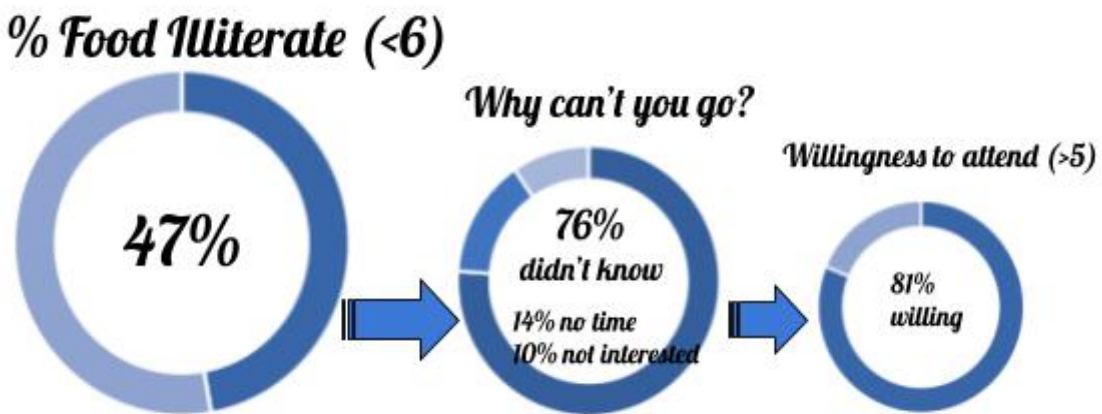 % Food Illiterate (<6)
47%
Why can't you go?
76%
didn't know
14% no time
10% not interested
Willingness to attend (>5)
81%
willing